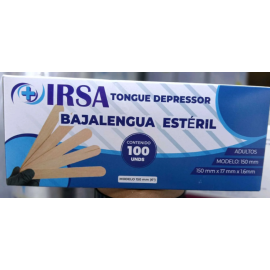 IRSA TONGUE DEPRESSOR
BAJALENGUA ESTÉRIL
CONTENIDO
100
UNDS
ADULTOS
MODELO: 150 mm
150 mm x 17 mm x 1.6mm